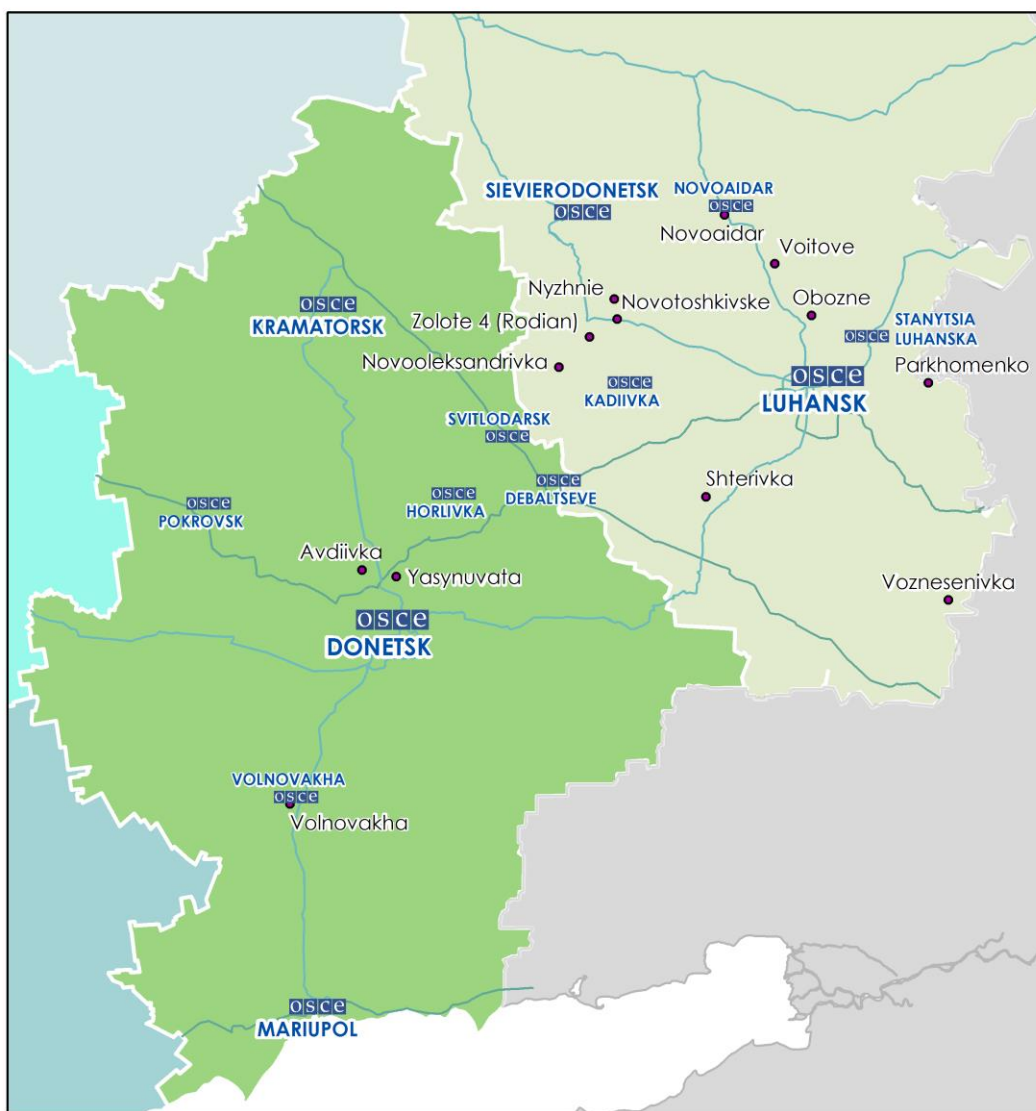 SIEVIERODONETSK
osce
NOVOAIDAR
osce
Novoaidar
Voitove
Nyzhnie
Novotoshkivske
Obozne
osce
KRAMATORSK
Zolote 4 (Rodian)
STANYTSIA
osce LUHANSKA
Novooleksandrivka
Parkhomenko
osce
KADIIVKA
osce
LUHANSK
SVITLODARSK
osce
osce
DEBALTSEVE
osce
HORLIVKA
osce
POKROVSK
Shterivka
Avdiivka
Yasynuvata
Voznesenivka
osce
DONETSK
VOLNOVAKHA
osce
Volnovakha
osce
MARIUPOL